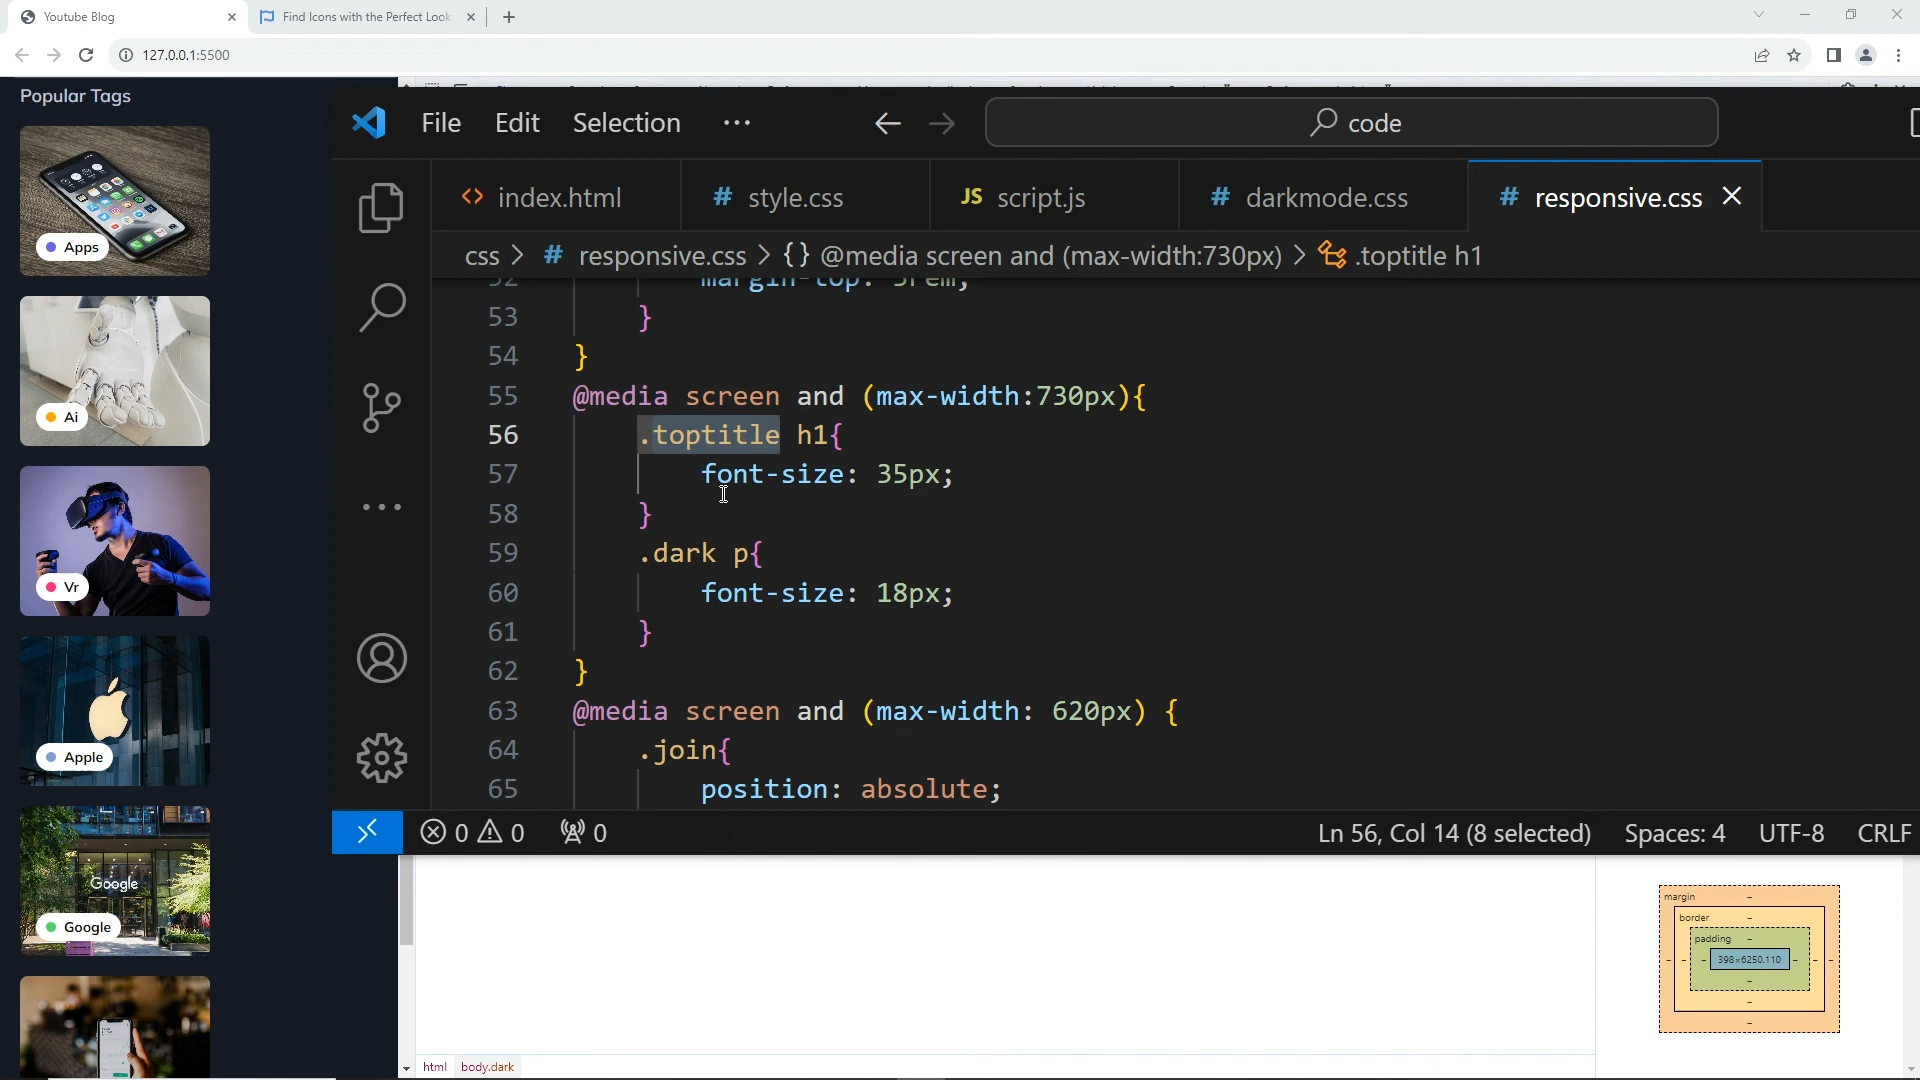 Youtube Blog
Find Icons with the Perfect Look
127.0.0.1:5500
Popular Tags
Apps
Ai
Vr
Apple
Google
Google
File Edit Selection ···
code
index.html
# style.css
JS script.js
# darkmode.css
# responsive.css
css > # responsive.css > {} @media screen and (max-width:730px) > .toptitle h1
52 margin-top: 3rem;
53 }
54 }
55 @media screen and (max-width:730px){
56 .toptitle h1{
57 font-size: 35px;
58 }
59 .dark p{
60 font-size: 18px;
61 }
62 }
63 @media screen and (max-width: 620px) {
64 .join{
65 position: absolute;
0 0 0
Ln 56, Col 14 (8 selected) Spaces: 4 UTF-8 CRLF
margin -
border -
padding -
- - - 398×6250.110 - - -
-
-
-
html body.dark